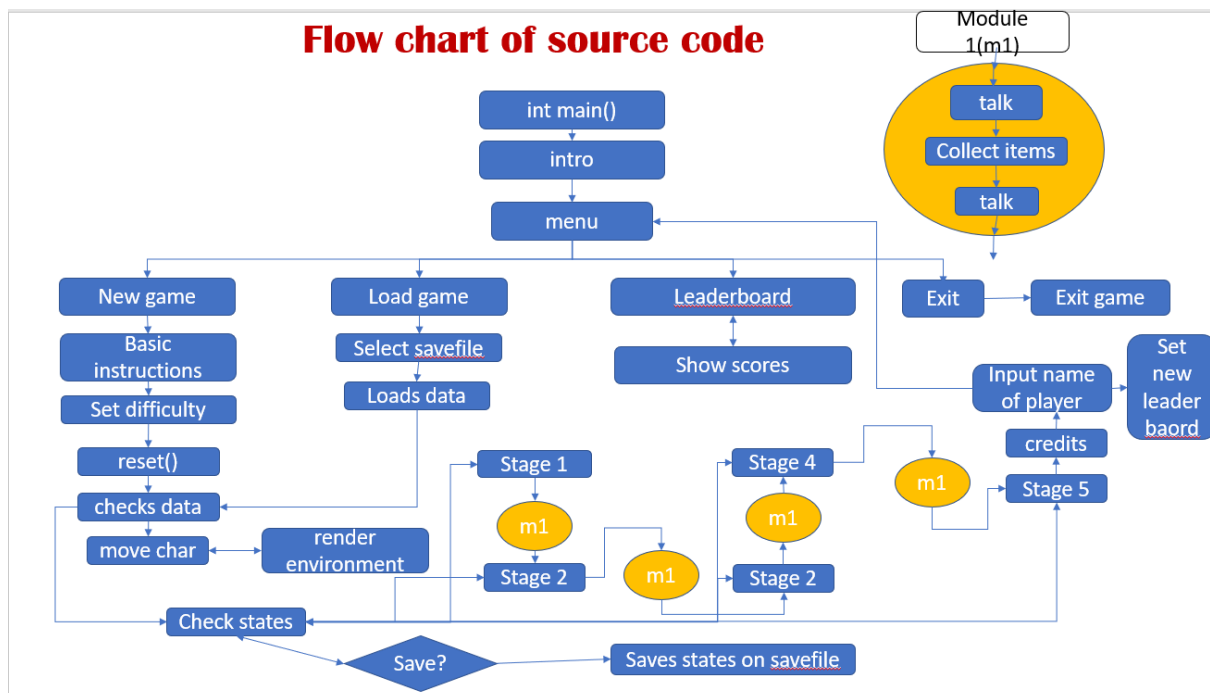 Flow chart of source code
Module
1(m1)
talk
Collect items
talk
int main()
intro
menu
New game
Load game
Leaderboard
Exit
Exit game
Basic
instructions
Select savefile
Show scores
Set difficulty
Loads data
Input name
of player
Set
new
leader
baord
reset()
Stage 1
Stage 4
credits
checks data
m1
m1
m1
Stage 5
move char
render
environment
Stage 2
m1
Stage 2
Check states
Save?
Saves states on savefile